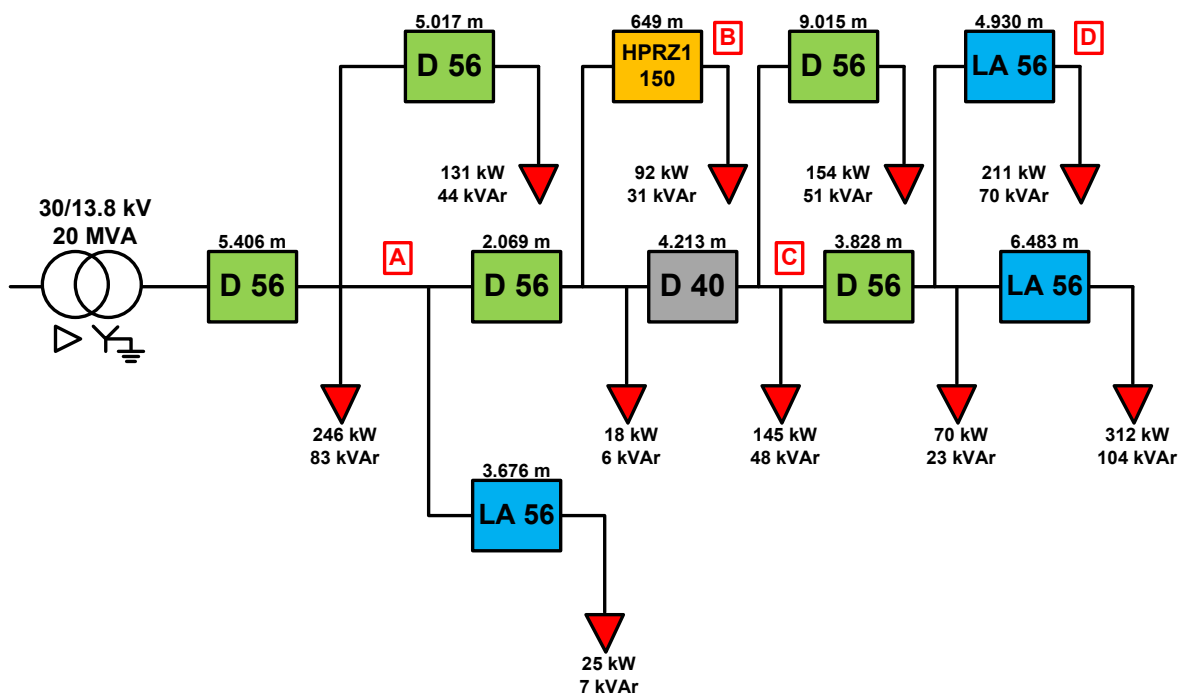 5.017 m
D 56
131 kW
44 kVAr
649 m
HPRZ1
150
B
92 kW
31 kVAr
9.015 m
D 56
154 kW
51 kVAr
4.930 m
LA 56
D
211 kW
70 kVAr
30/13.8 kV
20 MVA
5.406 m
D 56
A
2.069 m
D 56
4.213 m
D 40
C
3.828 m
D 56
6.483 m
LA 56
246 kW
83 kVAr
18 kW
6 kVAr
145 kW
48 kVAr
70 kW
23 kVAr
312 kW
104 kVAr
3.676 m
LA 56
25 kW
7 kVAr